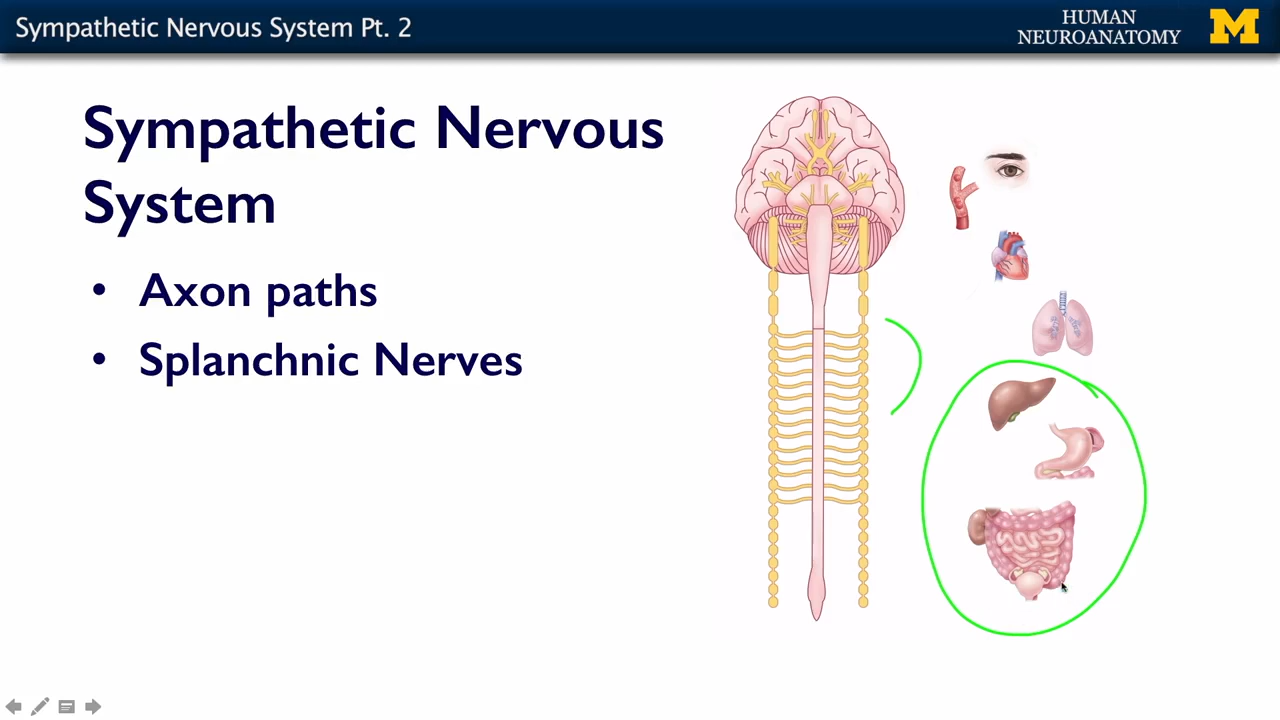 Sympathetic Nervous System Pt. 2
HUMAN
NEUROANATOMY
M
Sympathetic Nervous
System
• Axon paths
• Splanchnic Nerves